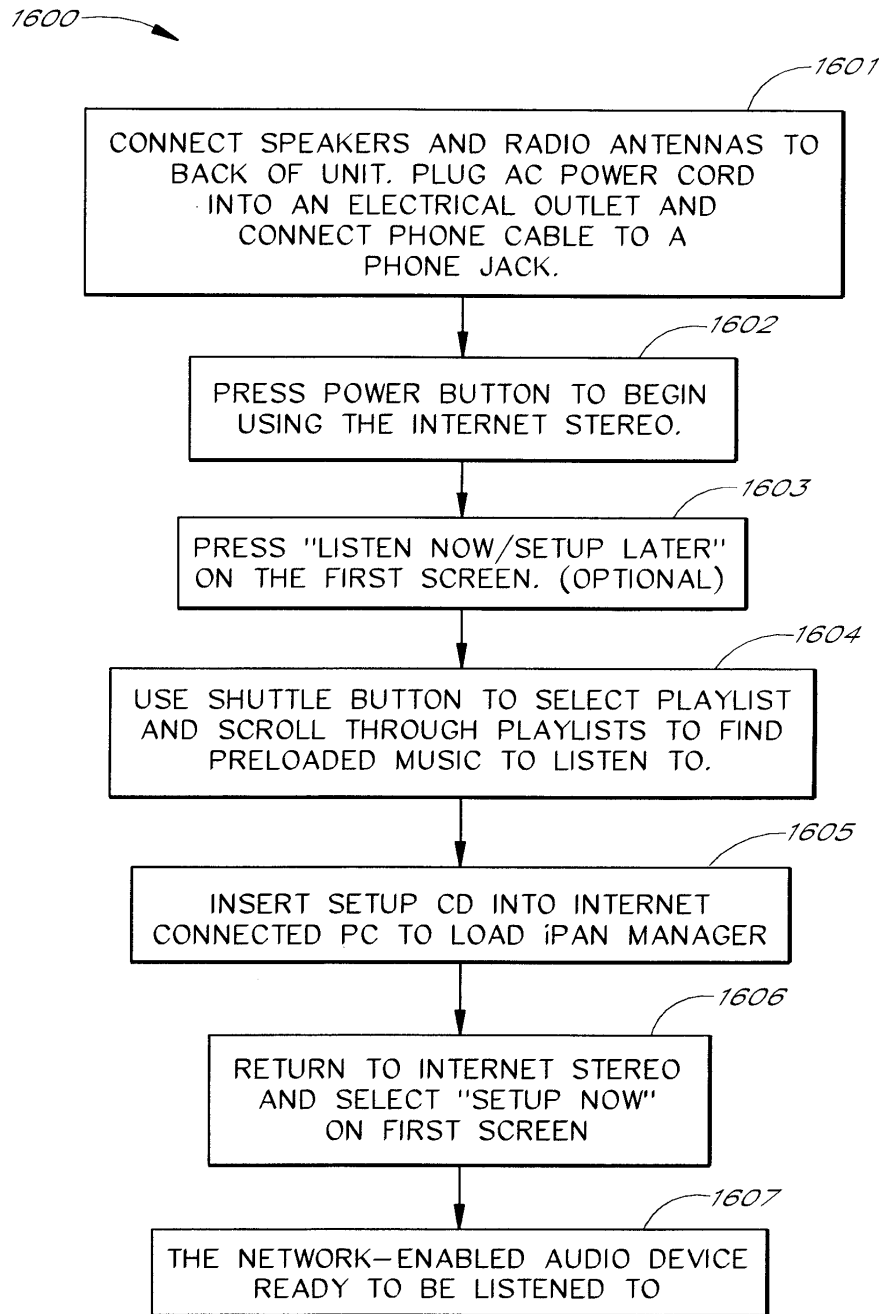 1600
1601
CONNECT SPEAKERS AND RADIO ANTENNAS TO
BACK OF UNIT. PLUG AC POWER CORD
INTO AN ELECTRICAL OUTLET AND
CONNECT PHONE CABLE TO A
PHONE JACK.
1602
PRESS POWER BUTTON TO BEGIN
USING THE INTERNET STEREO.
1603
PRESS "LISTEN NOW/SETUP LATER"
ON THE FIRST SCREEN. (OPTIONAL)
1604
USE SHUTTLE BUTTON TO SELECT PLAYLIST
AND SCROLL THROUGH PLAYLISTS TO FIND
PRELOADED MUSIC TO LISTEN TO.
1605
INSERT SETUP CD INTO INTERNET
CONNECTED PC TO LOAD iPAN MANAGER
1606
RETURN TO INTERNET STEREO
AND SELECT "SETUP NOW"
ON FIRST SCREEN
1607
THE NETWORK-ENABLED AUDIO DEVICE
READY TO BE LISTENED TO